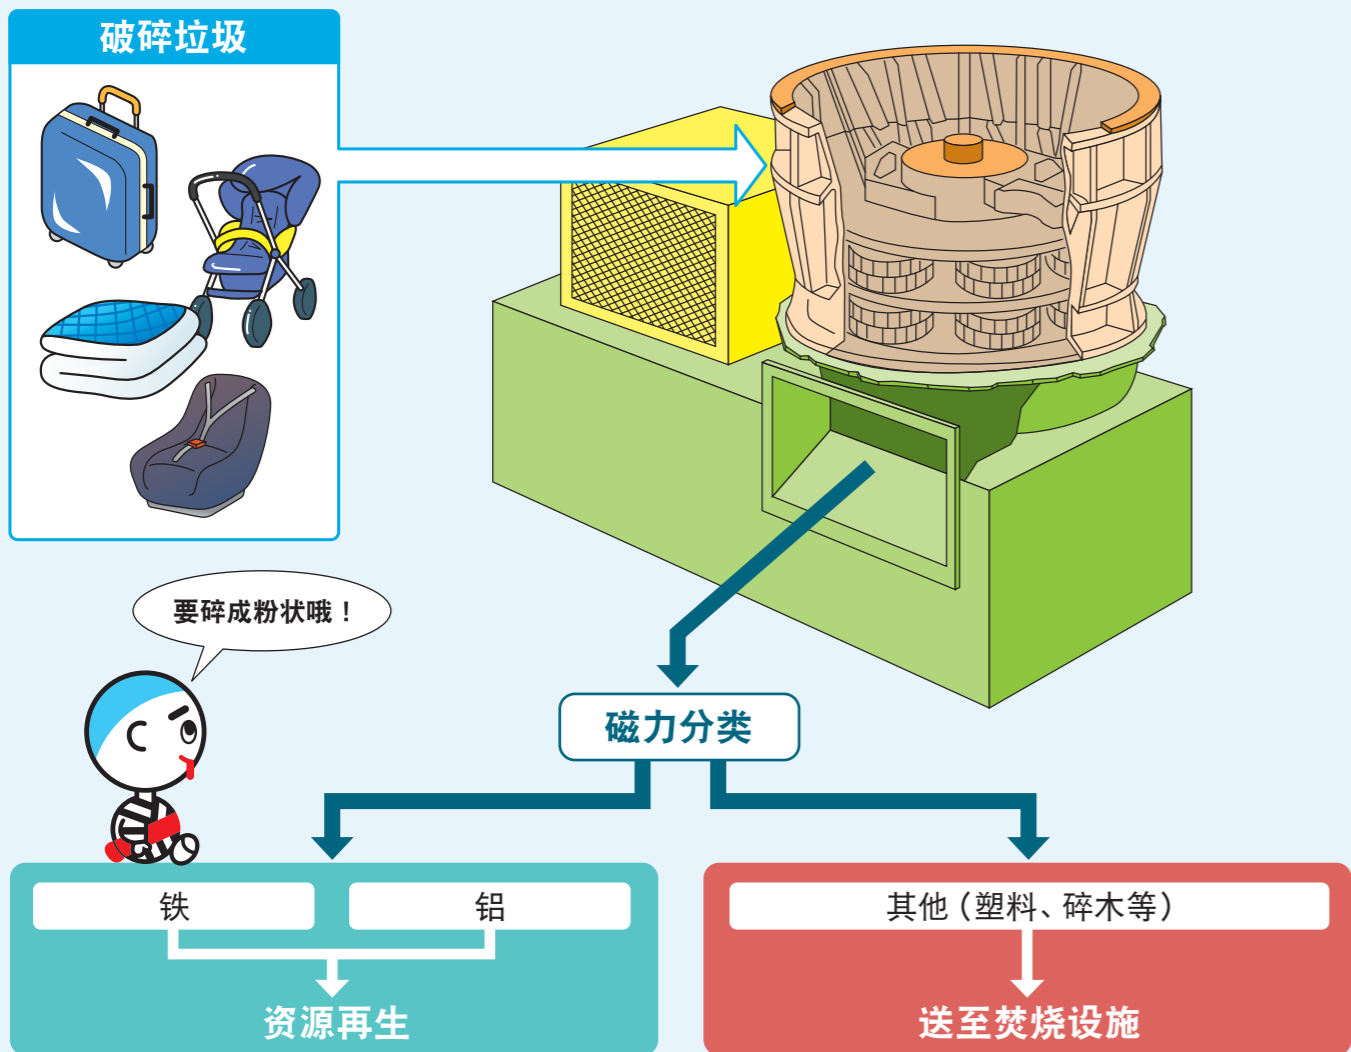 破碎垃圾
要碎成粉状哦！
磁力分类
铁
铝
其他（塑料、碎木等）
资源再生
送至焚烧设施